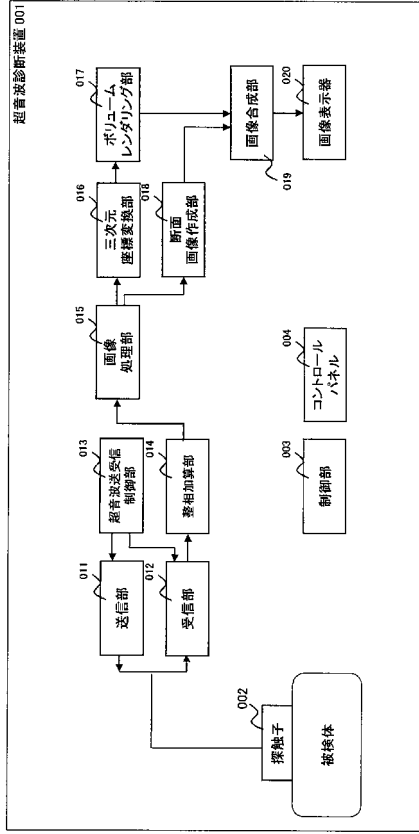 超音波診断装置 001
011
送信部
012
受信部
013
超音波送受信
制御部
014
整相加算部
015
画像
処理部
016
三次元
座標変換部
017
ボリューム
レンダリング部
018
断面
画像作成部
画像合成部
019
020
画像表示器
002
探触子
被検体
003
制御部
004
コントロール
パネル